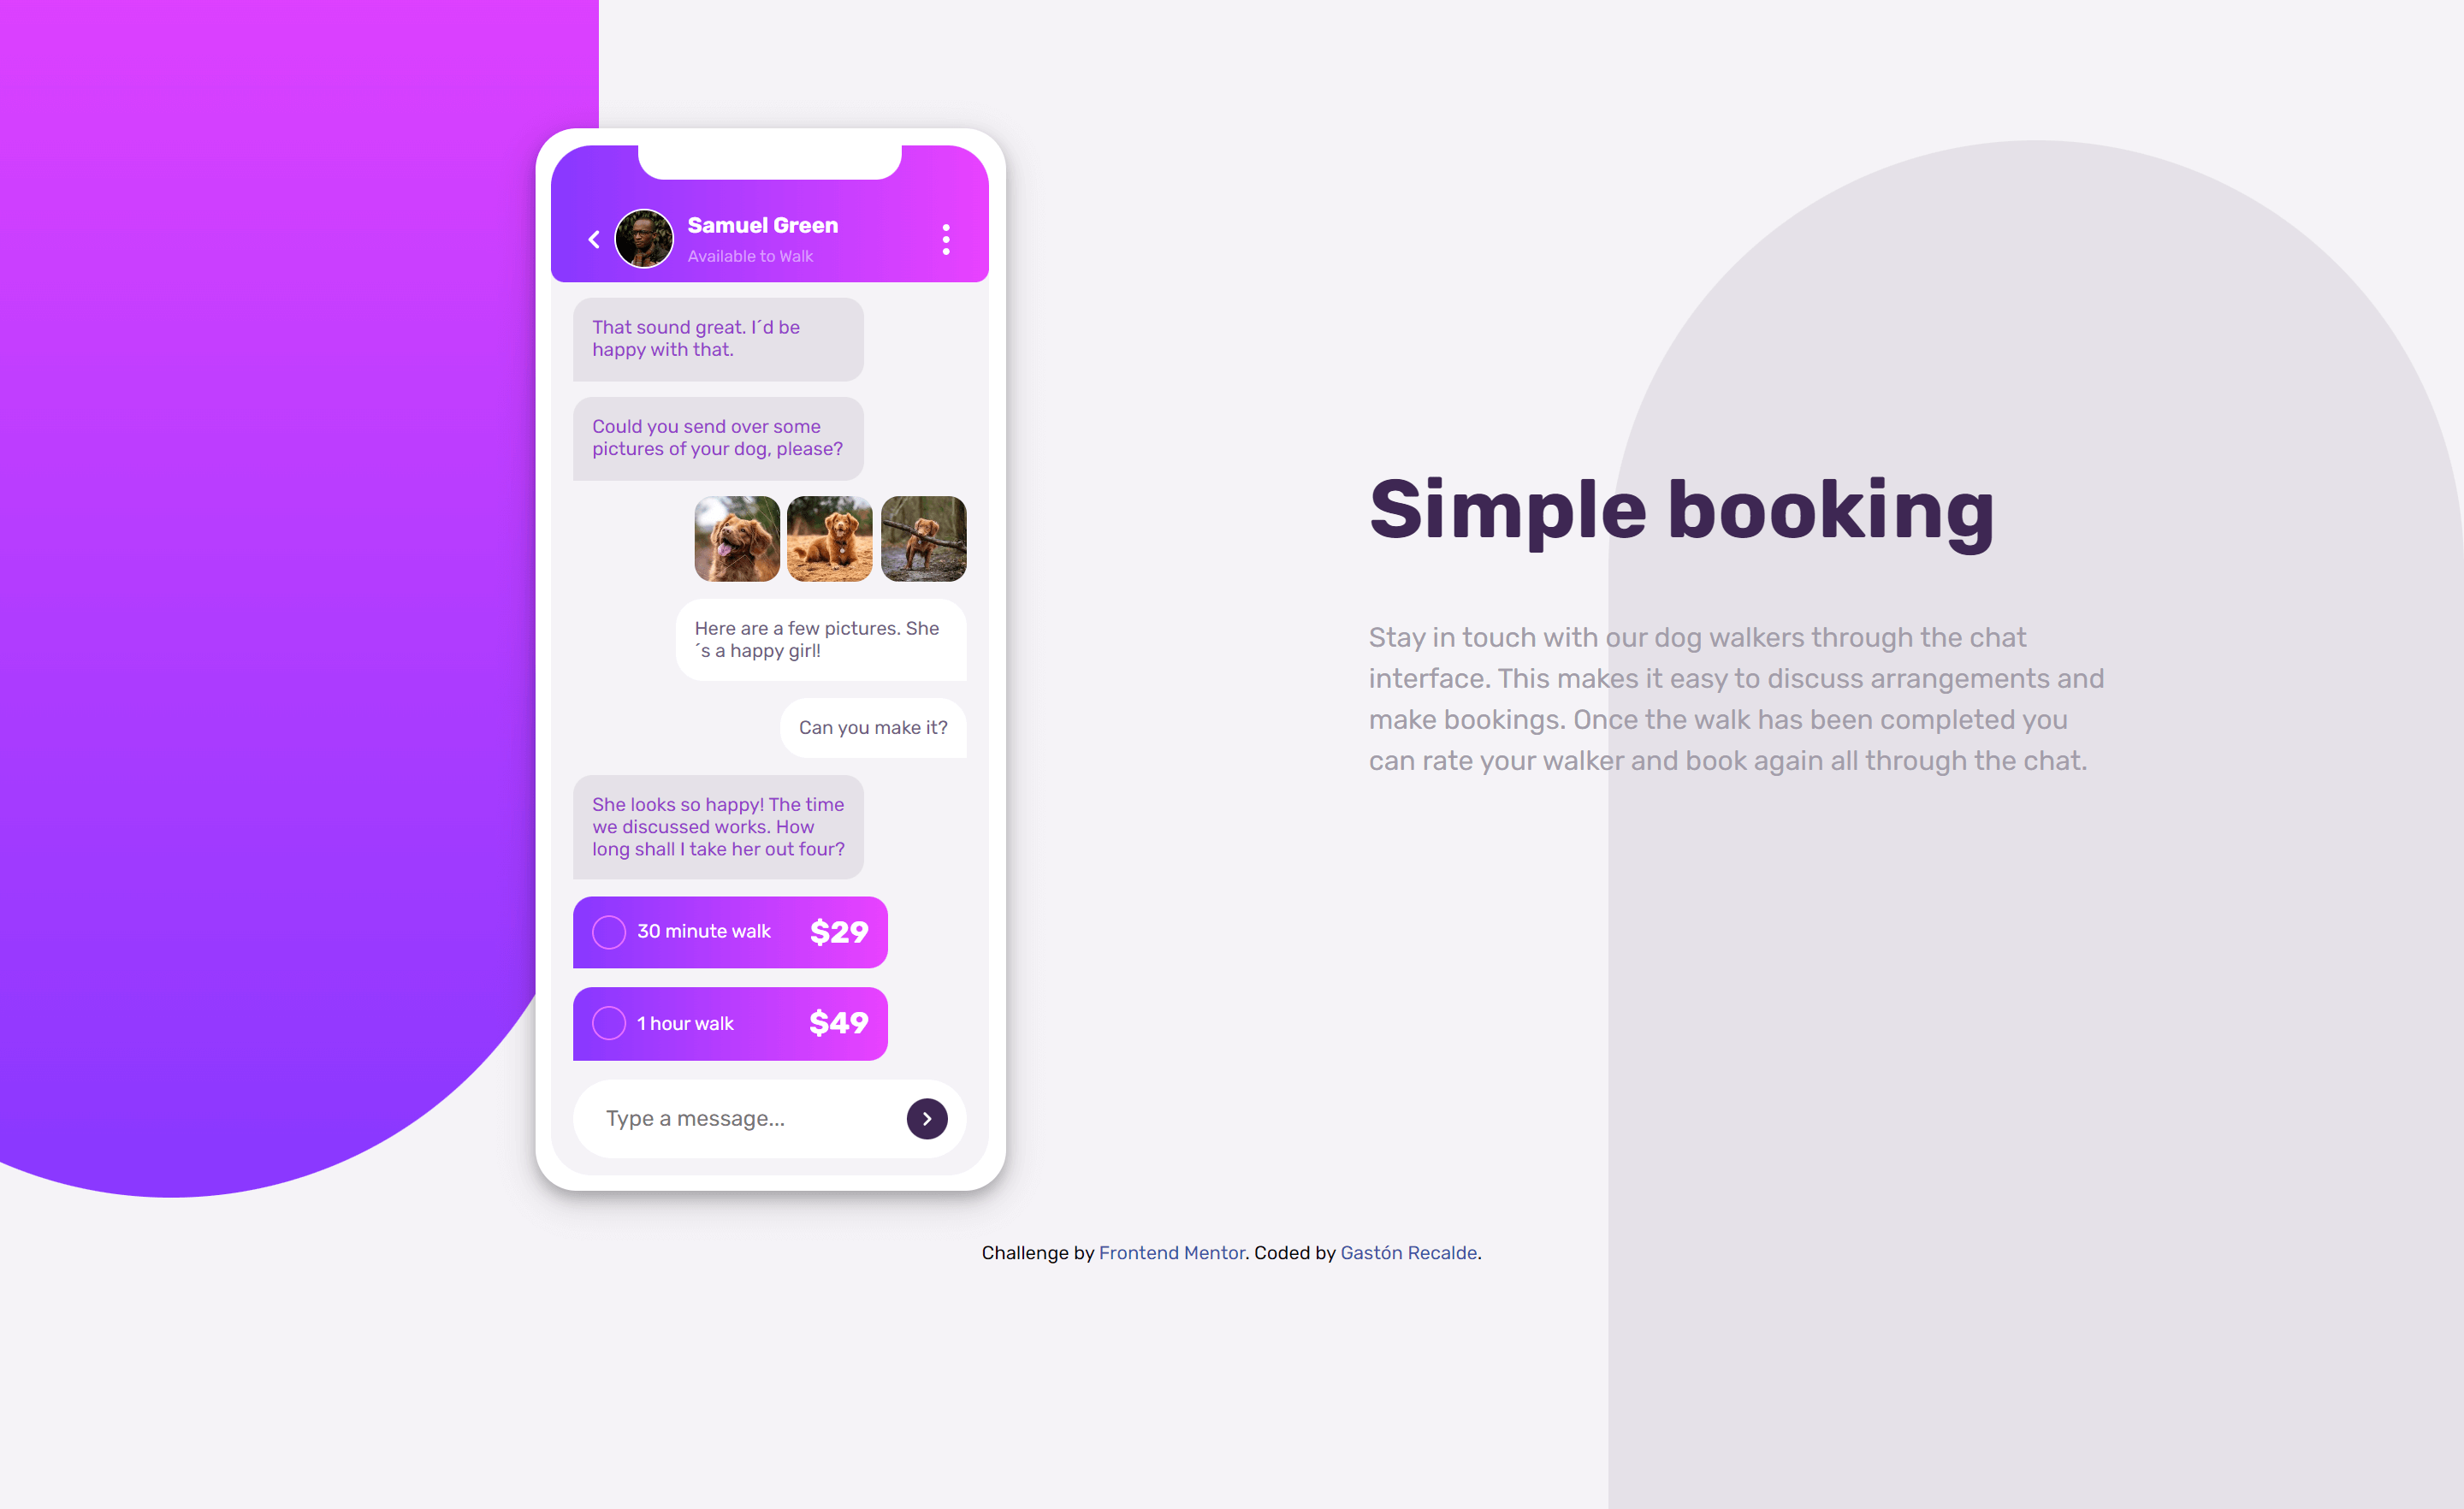 Samuel Green
Available to Walk
That sound great. I´d be
happy with that.
Could you send over some
pictures of your dog, please?
Here are a few pictures. She
´s a happy girl!
Can you make it?
She looks so happy! The time
we discussed works. How
long shall I take her out four?
30 minute walk $29
1 hour walk $49
Type a message...
Simple booking
Stay in touch with our dog walkers through the chat
interface. This makes it easy to discuss arrangements and
make bookings. Once the walk has been completed you
can rate your walker and book again all through the chat.
Challenge by Frontend Mentor. Coded by Gastón Recalde.